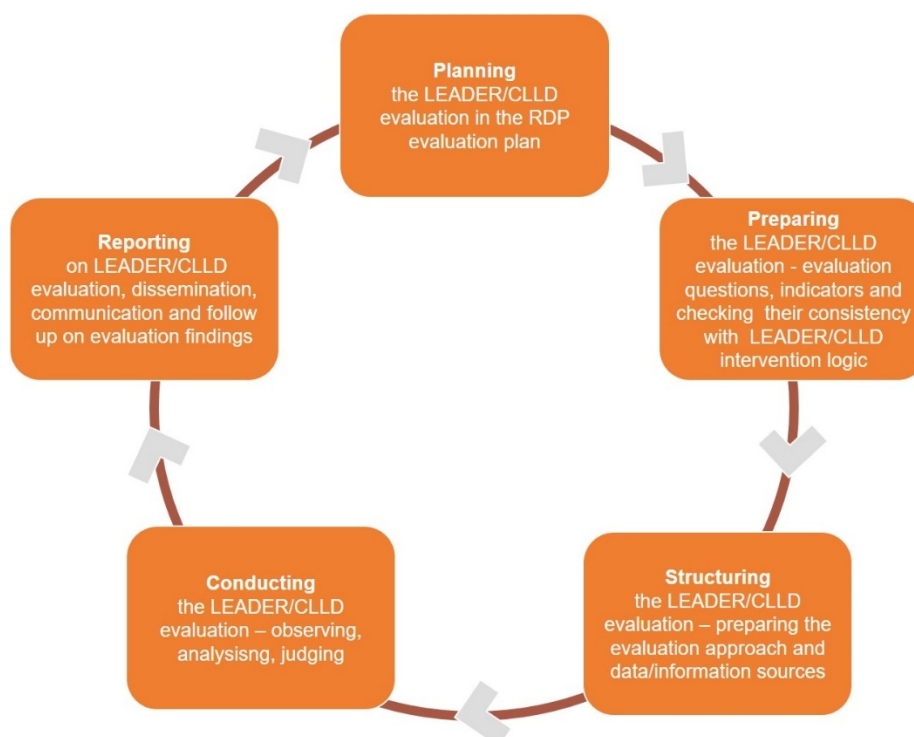 Planning
the LEADER/CLLD
evaluation in the RDP
evaluation plan
Preparing
the LEADER/CLLD
evaluation - evaluation
questions, indicators and
checking their consistency
with LEADER/CLLD
intervention logic
Structuring
the LEADER/CLLD
evaluation – preparing the
evaluation approach and
data/information sources
Conducting
the LEADER/CLLD
evaluation – observing,
analysisng, judging
Reporting
on LEADER/CLLD
evaluation, dissemination,
communication and follow
up on evaluation findings